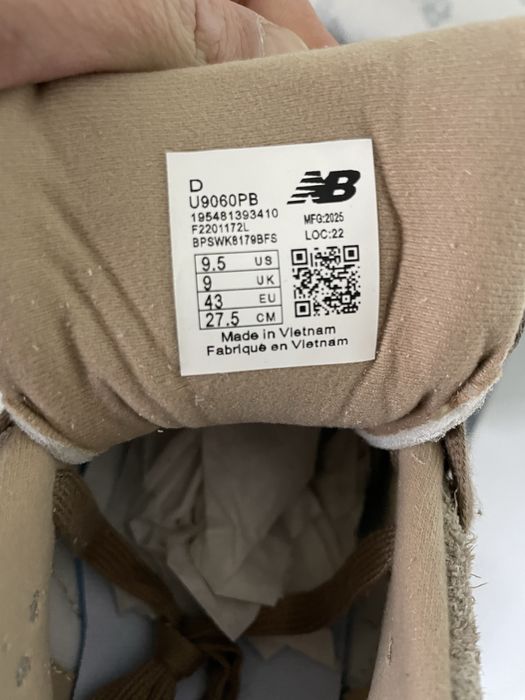 D
U9060PB
195481393410
F2201172L
BPSWK8179BFS
NB
MFG:2025
LOC:22
9.5 US
9 UK
43 EU
27.5 CM
Made in Vietnam
Fabriqué en Vietnam